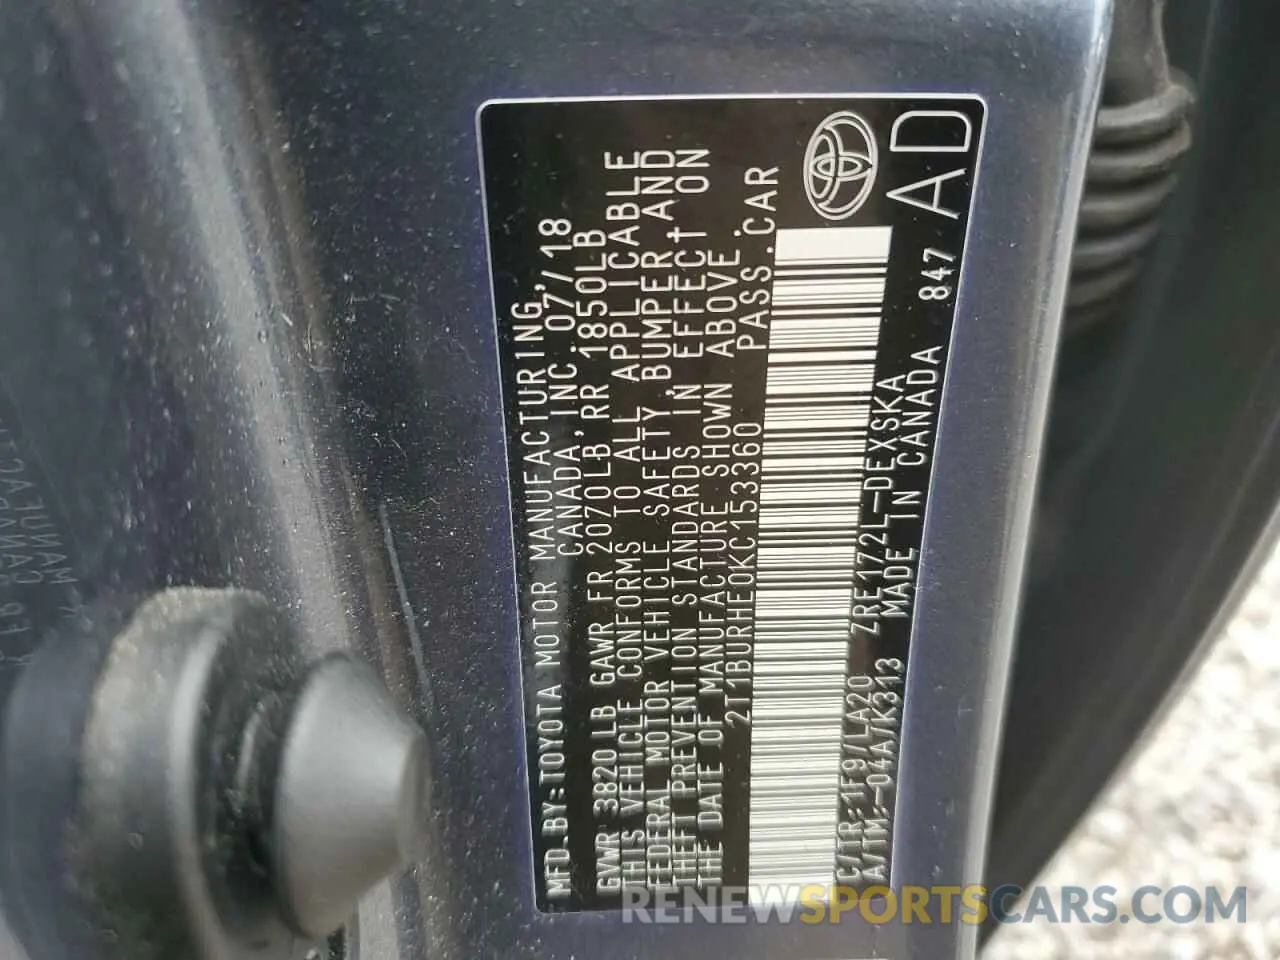 MFD.BY:TOYOTA MOTOR MANUFACTURING,
CANADA,INC. 07/18
GVWR 3820 LB GAWR FR 2070LB,RR 1850LB
THIS VEHICLE CONFORMS TO ALL APPLICABLE
FEDERAL MOTOR VEHICLE SAFETY,BUMPER AND
THEFT PREVENTION STANDARDS IN EFFECT ON
THE DATE OF MANUFACTURE SHOWN ABOVE.
2T1BURHE0KC153360 PASS.CAR
C/TR:1F9/LA20 ZRE172L-DEXSKA
A/TM:-04A/K313 MADE IN CANADA 847
AD
RENEWSPORTSCARS.COM